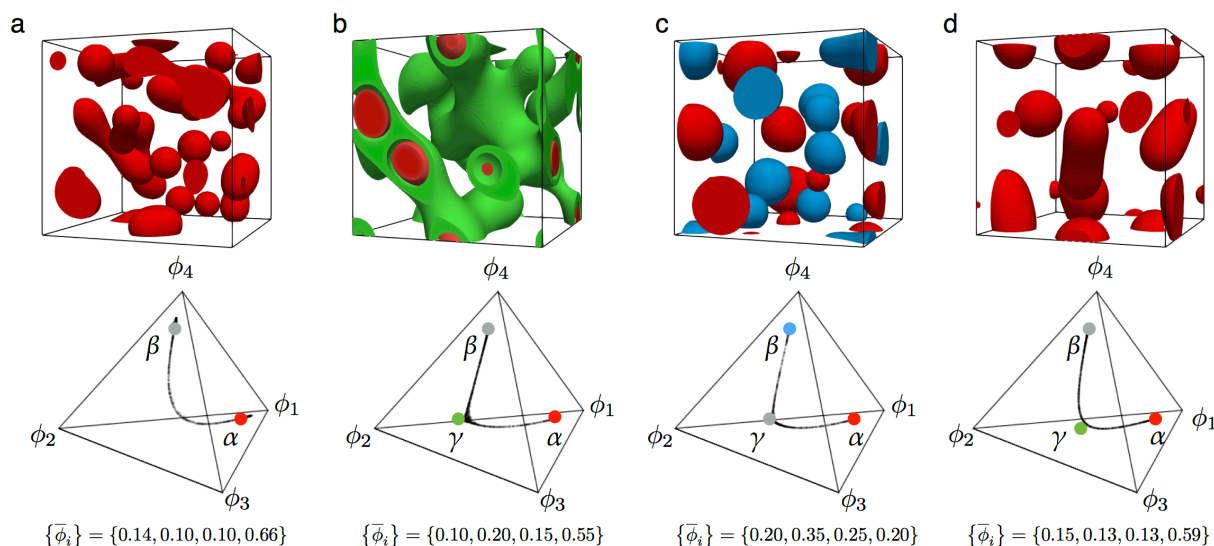 a b c d
ϕ4 ϕ4 ϕ4 ϕ4
β β β β
ϕ1 ϕ1 ϕ1 ϕ1
ϕ2 γ α ϕ2 γ α ϕ2 γ α
ϕ2 α
ϕ3 ϕ3 ϕ3 ϕ3
{ϕ̅i} = {0.14, 0.10, 0.10, 0.66} {ϕ̅i} = {0.10, 0.20, 0.15, 0.55} {ϕ̅i} = {0.20, 0.35, 0.25, 0.20} {ϕ̅i} = {0.15, 0.13, 0.13, 0.59}